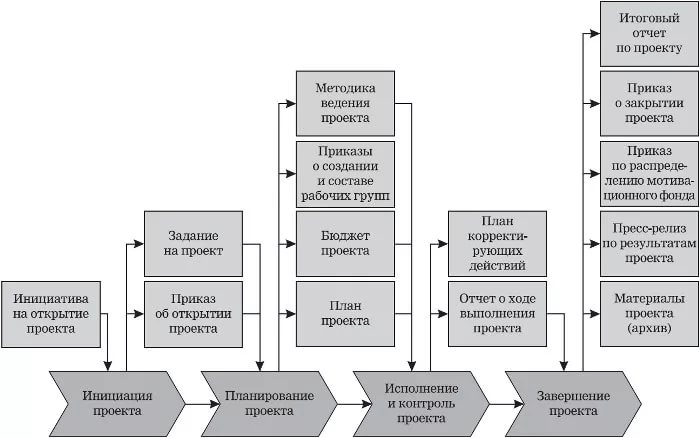 Итоговый
отчет
по проекту
Методика
ведения
проекта
Приказ
о закрытии
проекта
Приказы
о создании
и составе
рабочих групп
Приказ
по распреде-
лению мотива-
ционного фонда
Задание
на проект
Бюджет
проекта
План
корректи-
рующих
действий
Пресс-релиз
по результатам
проекта
Инициатива
на открытие
проекта
Приказ
об открытии
проекта
План
проекта
Отчет о ходе
выполнения
проекта
Материалы
проекта
(архив)
Инициация
проекта
Планирование
проекта
Исполнение
и контроль
проекта
Завершение
проекта